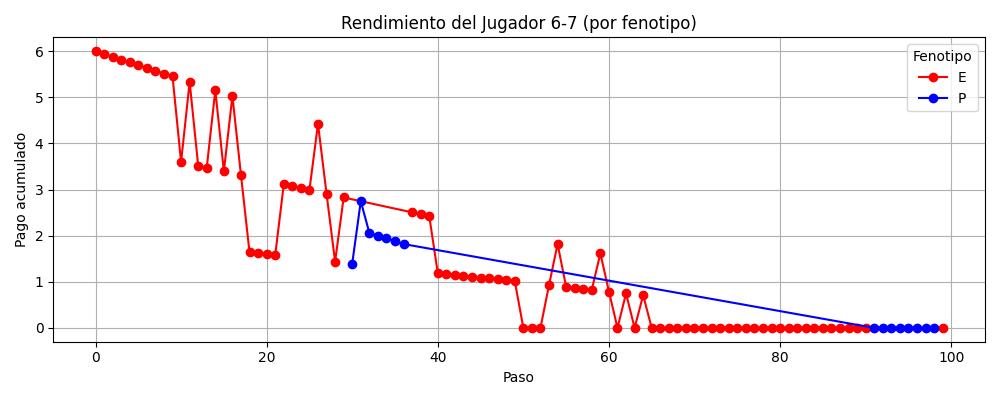 Rendimiento del Jugador 6-7 (por fenotipo)
Pago acumulado
6
5
4
3
2
1
0
0 20 40 60 80 100
Paso
Fenotipo
E
P